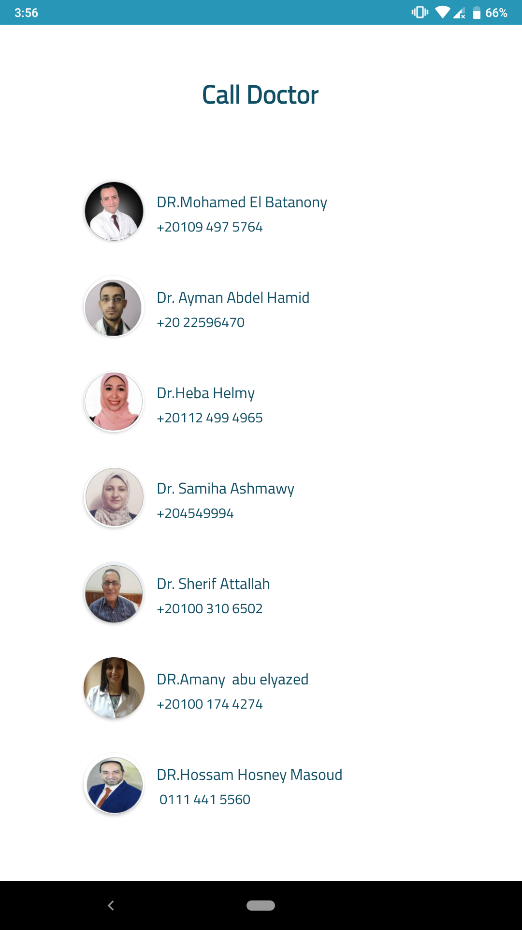 3:56
66%
Call Doctor
DR.Mohamed El Batanony
+20109 497 5764
Dr. Ayman Abdel Hamid
+20 22596470
Dr.Heba Helmy
+20112 499 4965
Dr. Samiha Ashmawy
+204549994
Dr. Sherif Attallah
+20100 310 6502
DR.Amany  abu elyazed
+20100 174 4274
DR.Hossam Hosney Masoud
0111 441 5560